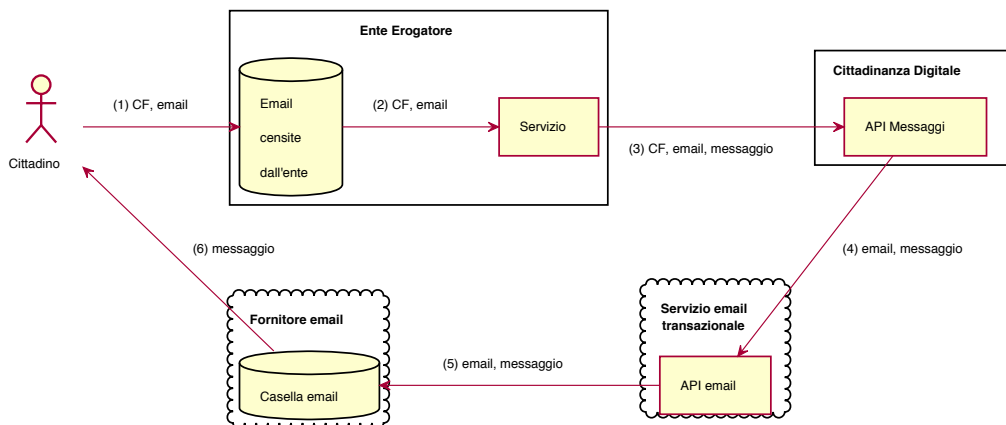 Ente Erogatore
Cittadinanza Digitale
(1) CF, email
Email
censite
dall'ente
(2) CF, email
Servizio
(3) CF, email, messaggio
API Messaggi
Cittadino
(6) messaggio
(4) email, messaggio
Fornitore email
Servizio email
transazionale
(5) email, messaggio
Casella email
API email